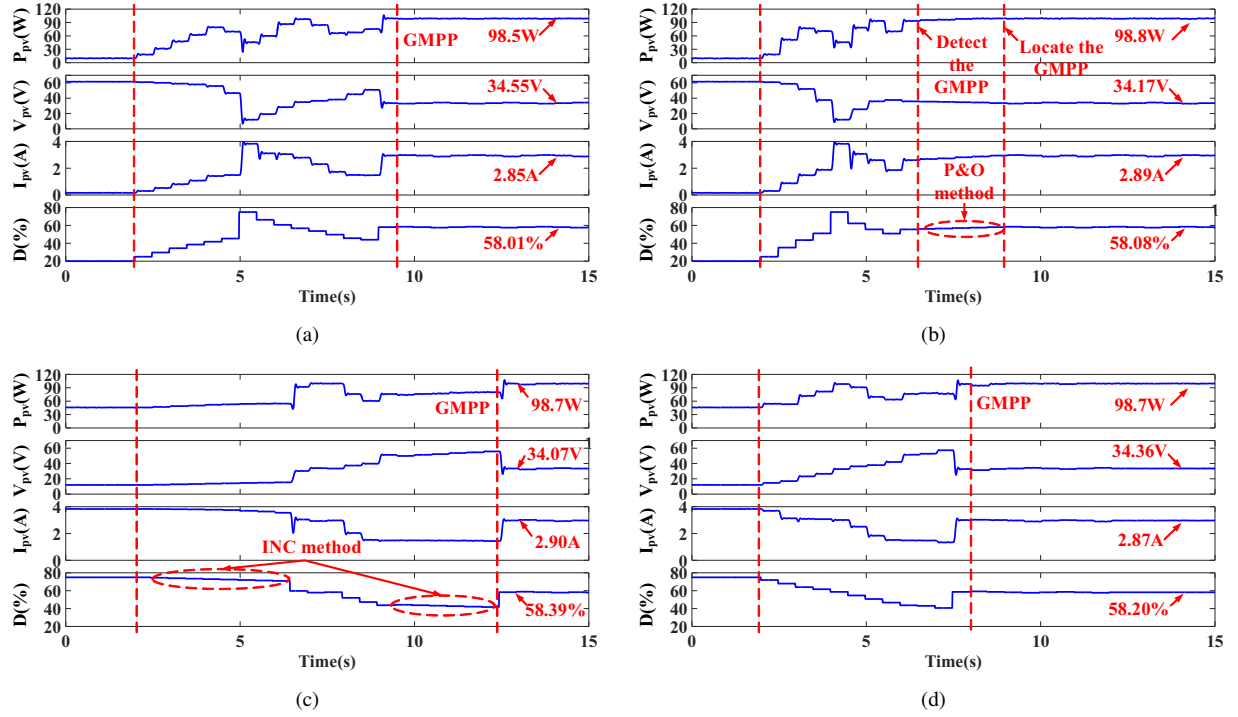 120
90
60
30
0
P_pv(W)
GMPP
98.5W
60
40
20
0
V_pv(V)
34.55V
4
2
0
I_pv(A)
2.85A
80
60
40
20
D(%)
58.01%
0
5
10
15
Time(s)
(a)
120
90
60
30
0
P_pv(W)
Detect
the
GMPP
Locate the
GMPP
98.8W
60
40
20
0
V_pv(V)
34.17V
4
2
0
I_pv(A)
P&O
method
2.89A
80
60
40
20
D(%)
1
58.08%
0
5
10
15
Time(s)
(b)
120
90
60
30
0
P_pv(W)
GMPP
98.7W
60
40
20
0
V_pv(V)
34.07V
1
4
2
0
I_pv(A)
INC method
2.90A
80
60
40
20
D(%)
58.39%
0
5
10
15
Time(s)
(c)
120
90
60
30
0
P_pv(W)
GMPP
98.7W
60
40
20
0
V_pv(V)
34.36V
4
2
0
I_pv(A)
2.87A
80
60
40
20
D(%)
58.20%
0
5
10
15
Time(s)
(d)